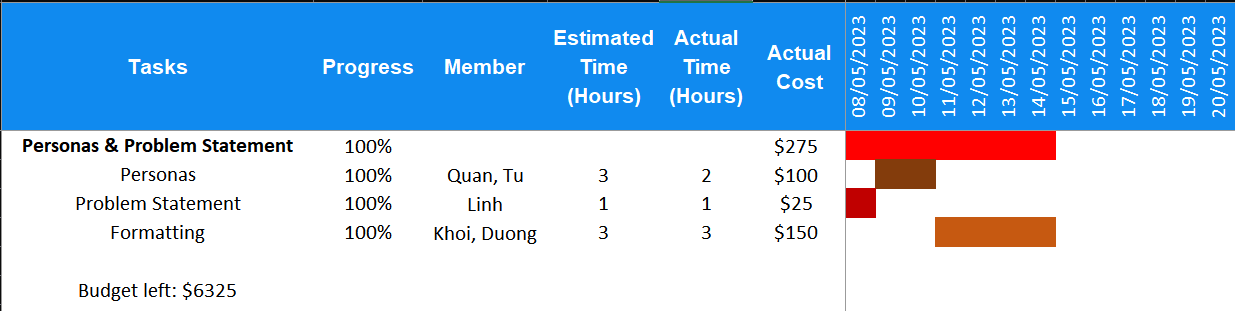 Tasks Progress Member Estimated Time (Hours) Actual Time (Hours) Actual Cost 08/05/2023 09/05/2023 10/05/2023 11/05/2023 12/05/2023 13/05/2023 14/05/2023 15/05/2023 16/05/2023 17/05/2023 18/05/2023 19/05/2023 20/05/2023
Personas & Problem Statement 100% $275
Personas 100% Quan, Tu 3 2 $100
Problem Statement 100% Linh 1 1 $25
Formatting 100% Khoi, Duong 3 3 $150
Budget left: $6325